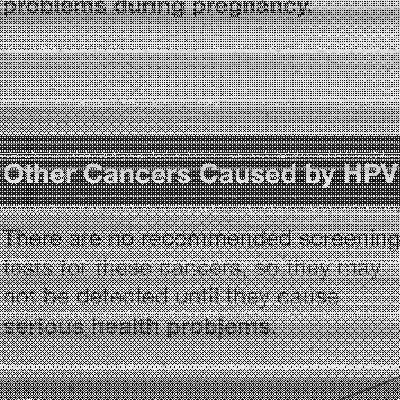 problems during pregnancy.
Other Cancers Caused by HPV
There are no recommended screening
tests for these cancers, so they may
not be detected until they cause
serious health problems.